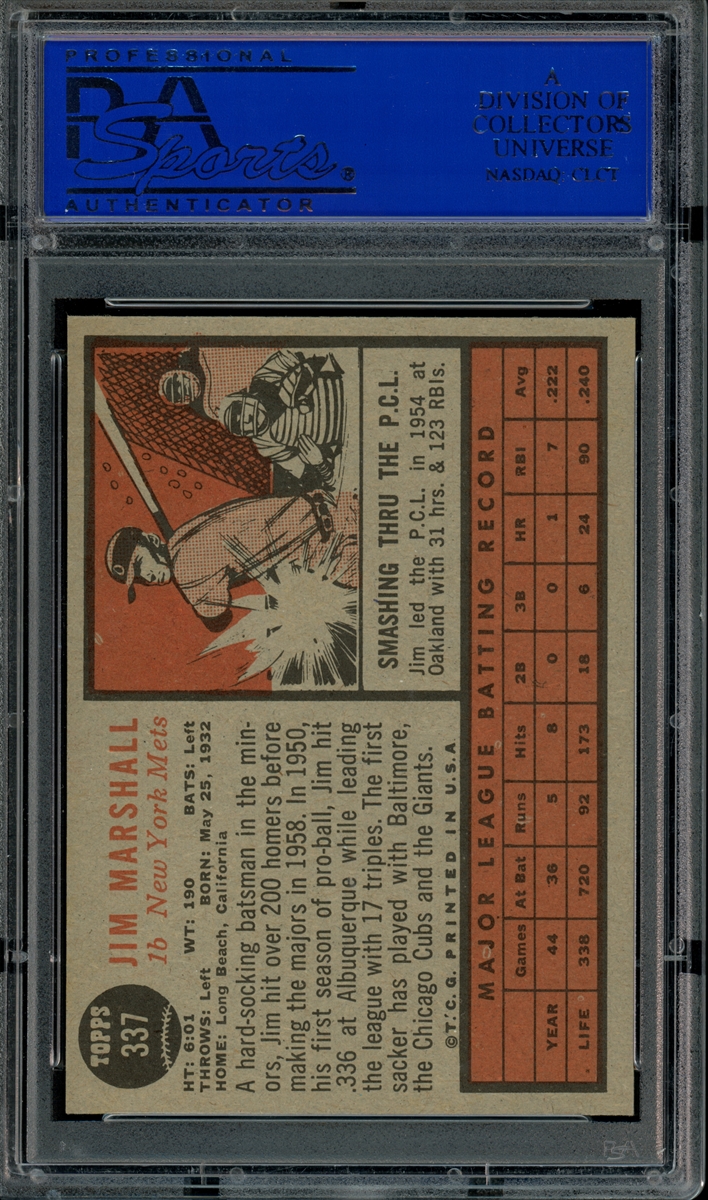 PROFESSIONAL
PSA
Sports®
AUTHENTICATOR
A
DIVISION OF
COLLECTORS
UNIVERSE
NASDAQ: CLCT
TOPPS
337
JIM MARSHALL
1b New York Mets
HT: 6:01 WT: 190 BATS: Left
THROWS: Left BORN: May 25, 1932
HOME: Long Beach, California
A hard-socking batsman in the min-
ors, Jim hit over 200 homers before
making the majors in 1958. In 1950,
his first season of pro-ball, Jim hit
.336 at Albuquerque while leading
the league with 17 triples. The first
sacker has played with Baltimore,
the Chicago Cubs and the Giants.
©T.C.G. PRINTED IN U.S.A.
SMASHING THRU THE P.C.L.
Jim led the P.C.L. in 1954 at
Oakland with 31 hrs. & 123 RBIs.
MAJOR LEAGUE BATTING RECORD
Games At Bat Runs Hits 2B 3B HR RBI Avg
YEAR 44 36 5 8 0 0 1 7 .222
LIFE 338 720 92 173 18 6 24 90 .240
PSA